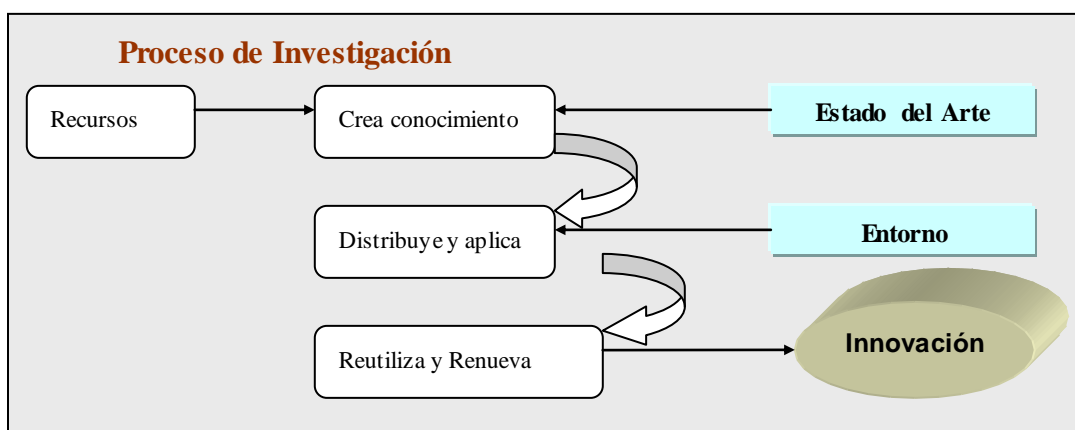 Proceso de Investigación
Recursos
Crea conocimiento
Estado del Arte
Distribuye y aplica
Entorno
Reutiliza y Renueva
Innovación